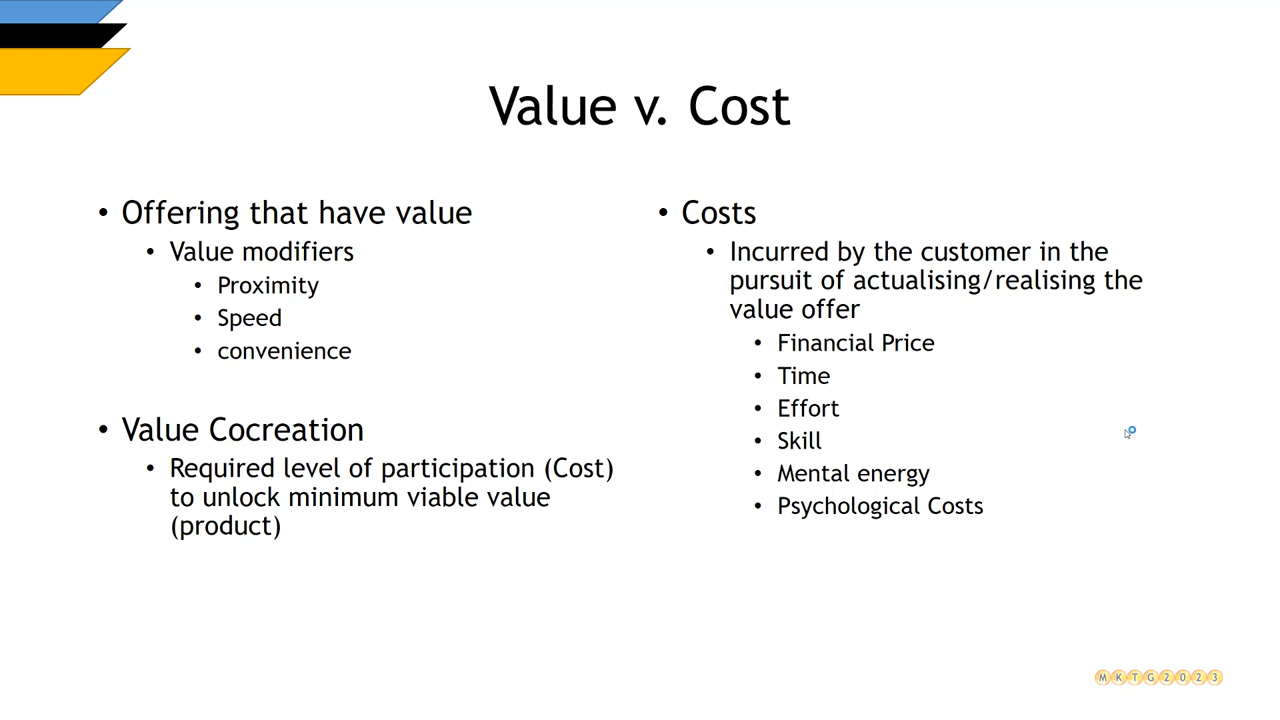 Value v. Cost
• Offering that have value
• Value modifiers
• Proximity
• Speed
• convenience
• Value Cocreation
• Required level of participation (Cost)
to unlock minimum viable value
(product)
• Costs
• Incurred by the customer in the
pursuit of actualising/realising the
value offer
• Financial Price
• Time
• Effort
• Skill
• Mental energy
• Psychological Costs
MKTG2023